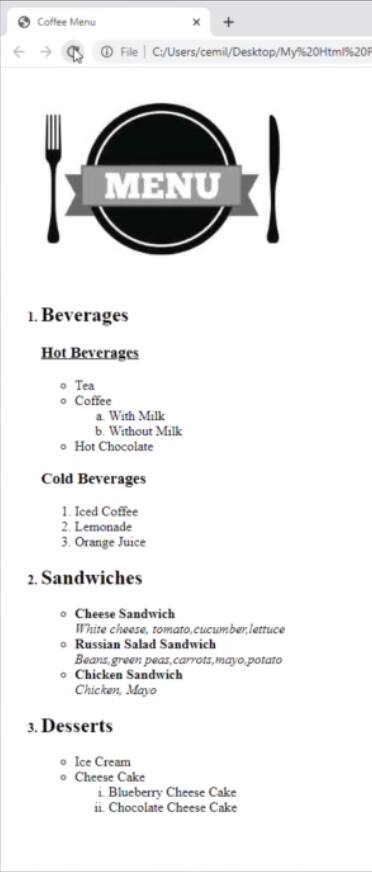 Coffee Menu
File | C:/Users/cemil/Desktop/My%20Html%20P
MENU
1. Beverages
Hot Beverages
Tea
Coffee
a. With Milk
b. Without Milk
Hot Chocolate
Cold Beverages
1. Iced Coffee
2. Lemonade
3. Orange Juice
2. Sandwiches
Cheese Sandwich
White cheese, tomato,cucumber,lettuce
Russian Salad Sandwich
Beans,green peas,carrots,mayo,potato
Chicken Sandwich
Chicken, Mayo
3. Desserts
Ice Cream
Cheese Cake
i. Blueberry Cheese Cake
ii. Chocolate Cheese Cake